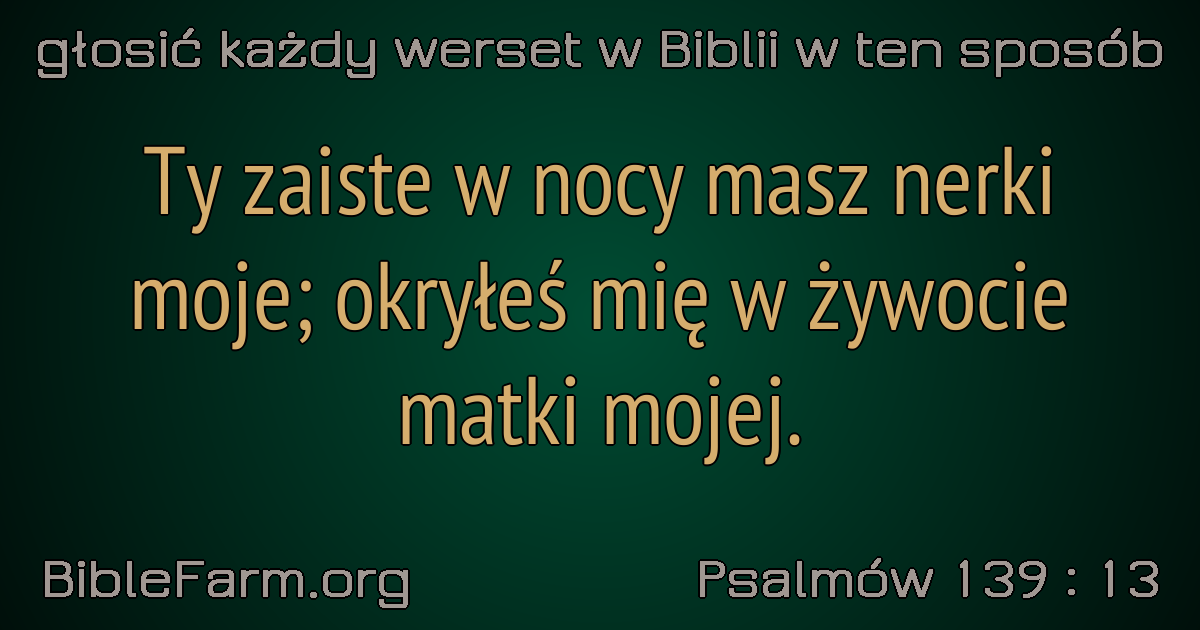 głosić każdy werset w Biblii w ten sposób
Ty zaiste w nocy masz nerki
moje; okryłeś mię w żywocie
matki mojej.
BibleFarm.org
Psalmów 139 : 13